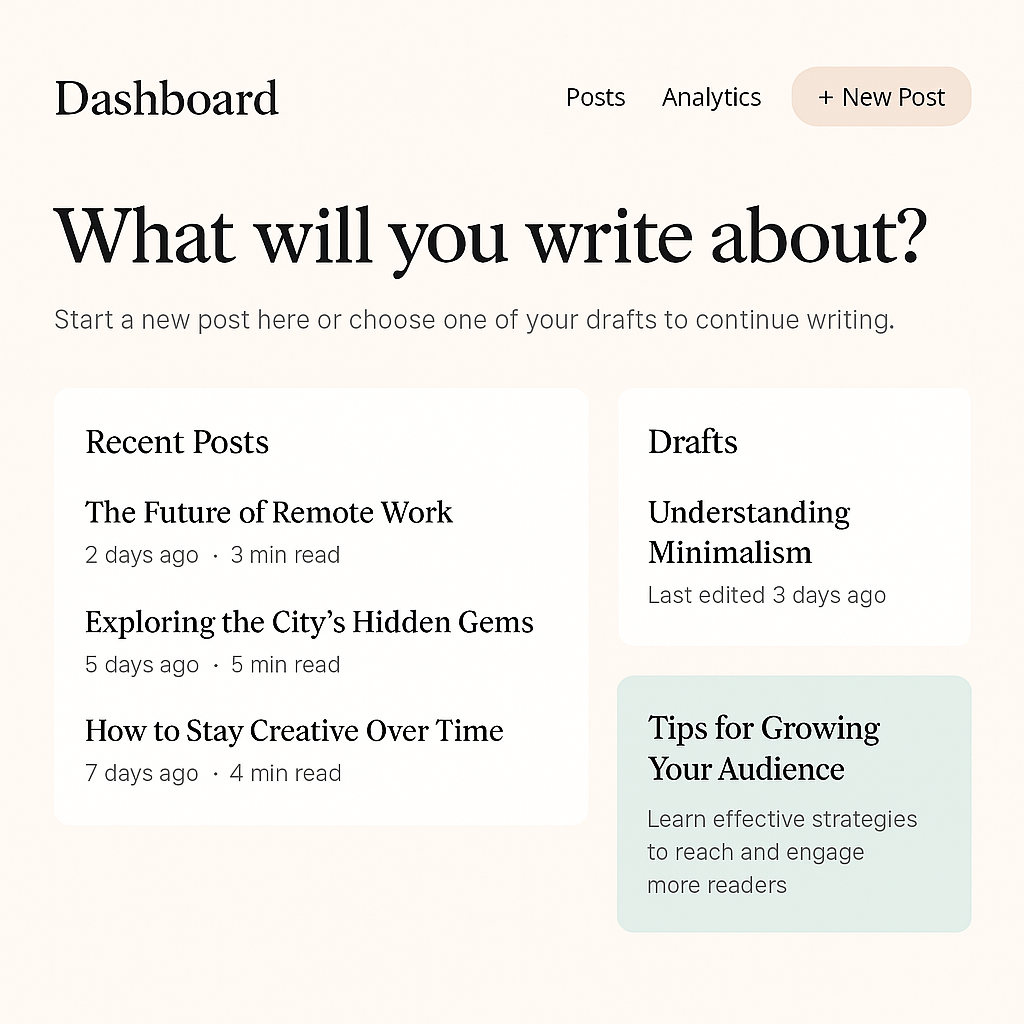 Dashboard
Posts
Analytics
+ New Post
What will you write about?
Start a new post here or choose one of your drafts to continue writing.
Recent Posts
The Future of Remote Work
2 days ago · 3 min read
Exploring the City’s Hidden Gems
5 days ago · 5 min read
How to Stay Creative Over Time
7 days ago · 4 min read
Drafts
Understanding
Minimalism
Last edited 3 days ago
Tips for Growing
Your Audience
Learn effective strategies
to reach and engage
more readers